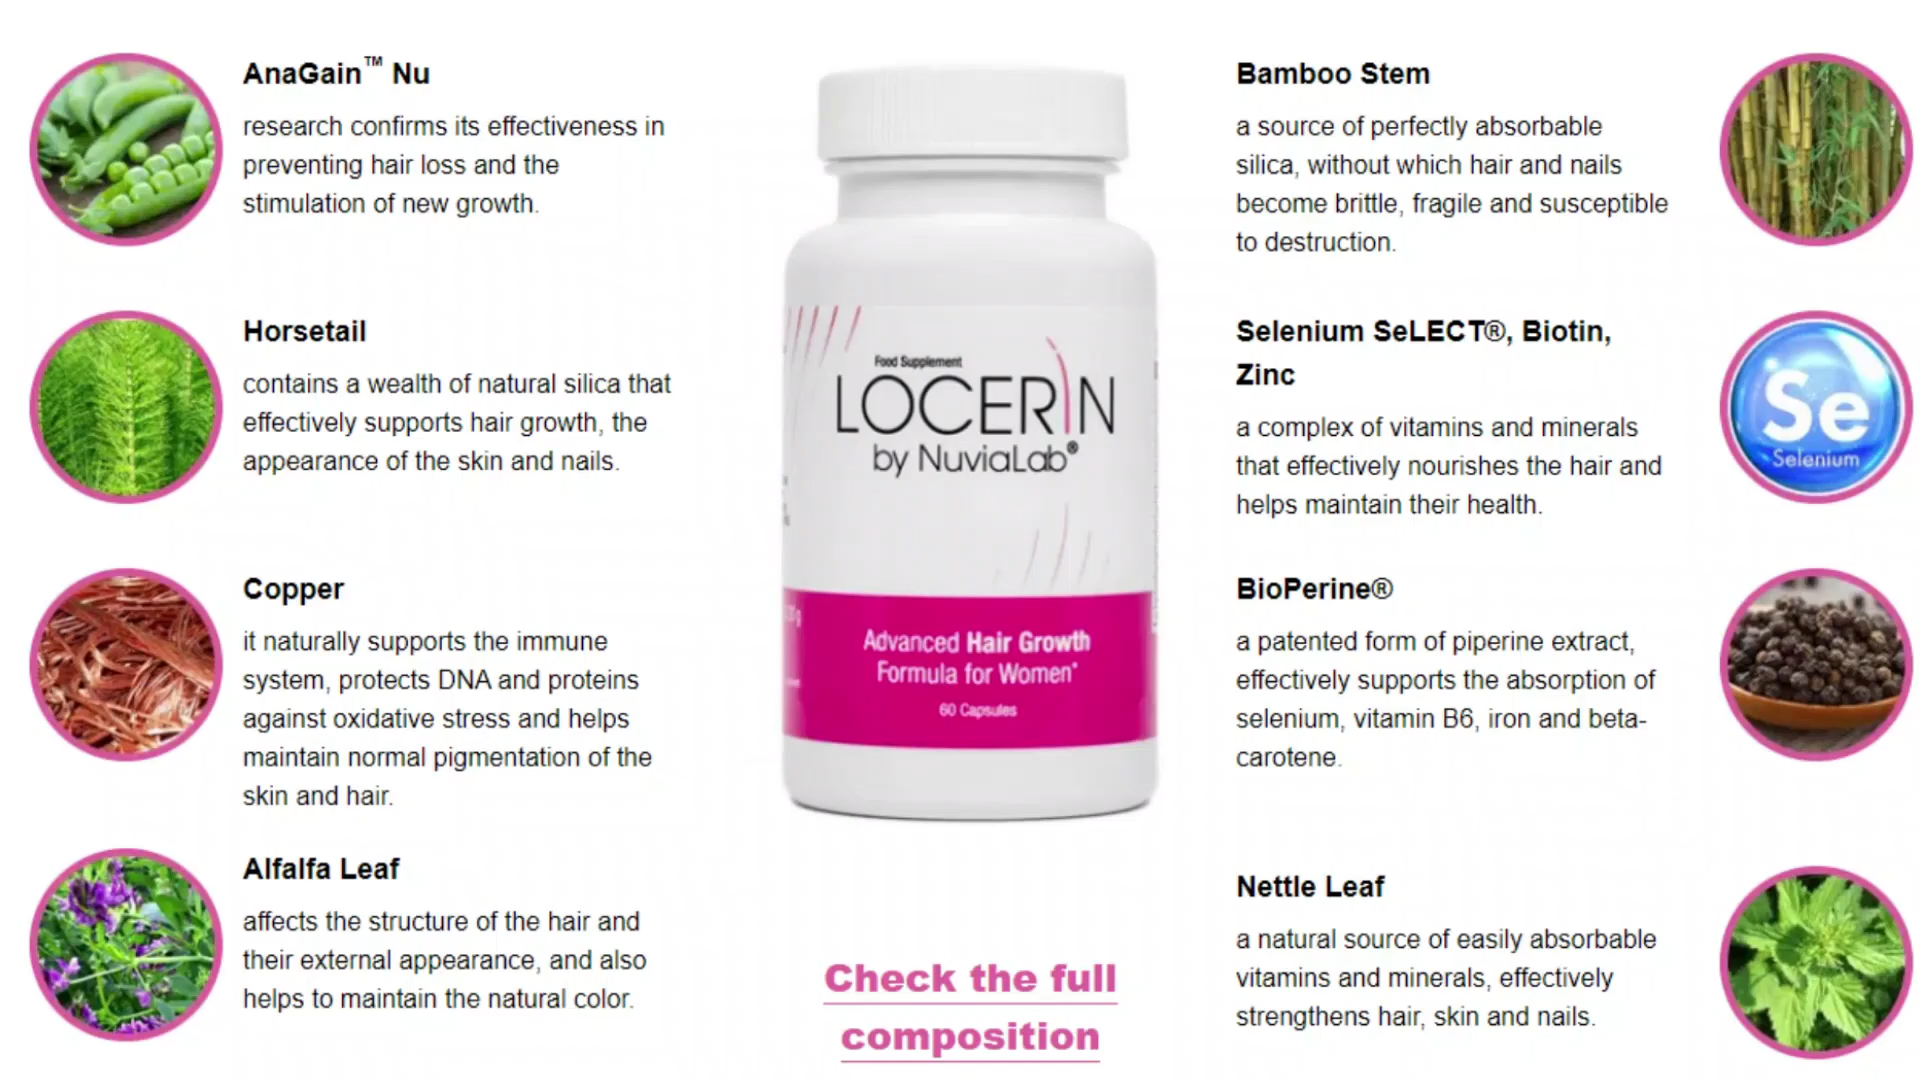 AnaGain™ Nu
research confirms its effectiveness in
preventing hair loss and the
stimulation of new growth.
Horsetail
contains a wealth of natural silica that
effectively supports hair growth, the
appearance of the skin and nails.
Copper
it naturally supports the immune
system, protects DNA and proteins
against oxidative stress and helps
maintain normal pigmentation of the
skin and hair.
Alfalfa Leaf
affects the structure of the hair and
their external appearance, and also
helps to maintain the natural color.
Food Supplement
LOCERIN
by NuviaLab®
Advanced Hair Growth
Formula for Women*
60 Capsules
Check the full
composition
Bamboo Stem
a source of perfectly absorbable
silica, without which hair and nails
become brittle, fragile and susceptible
to destruction.
Selenium SeLECT®, Biotin,
Zinc
a complex of vitamins and minerals
that effectively nourishes the hair and
helps maintain their health.
Se
Selenium
BioPerine®
a patented form of piperine extract,
effectively supports the absorption of
selenium, vitamin B6, iron and beta-
carotene.
Nettle Leaf
a natural source of easily absorbable
vitamins and minerals, effectively
strengthens hair, skin and nails.